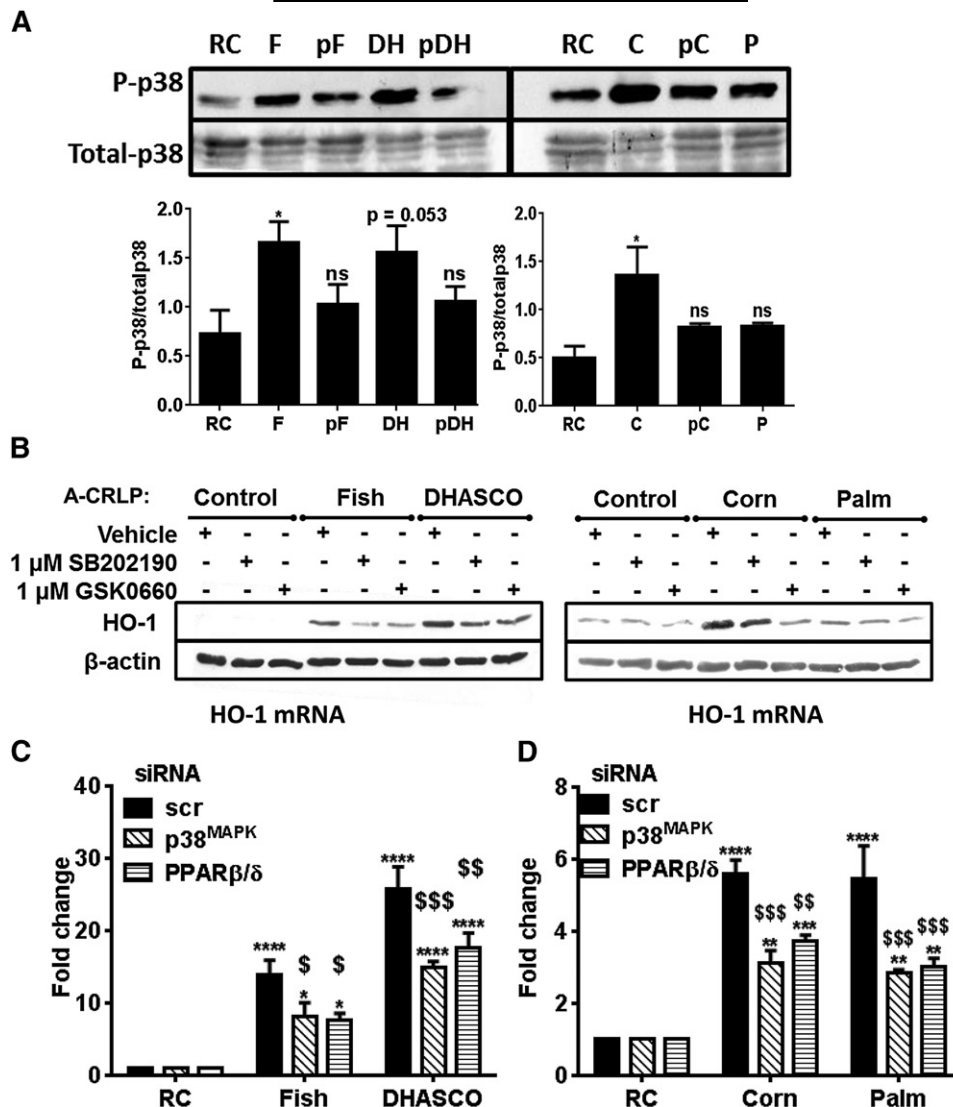 A
RC F pF DH pDH RC C pC P
P-p38
Total-p38
P-p38/totalp38
2.0
1.5
1.0
0.5
0.0
* ns p = 0.053 ns
RC F pF DH pDH
P-p38/totalp38
2.0
1.5
1.0
0.5
0.0
* ns ns
RC C pC P
B
A-CRLP: Control Fish DHASCO Control Corn Palm
Vehicle + - - + - - + - - + - - + - - + - -
1 µM SB202190 - + - - + - - + - - + - - + - - + -
1 µM GSK0660 - - + - - + - - + - - + - - + - - +
HO-1
β-actin
HO-1 mRNA HO-1 mRNA
C
siRNA
scr
p38MAPK
PPARβ/δ
Fold change
40
30
20
10
0
**** $ * $ * **** $$$ **** $$ ****
RC Fish DHASCO
D
siRNA
scr
p38MAPK
PPARβ/δ
Fold change
8
6
4
2
0
**** $$$ ** $$ *** **** $$$ ** $$$ **
RC Corn Palm